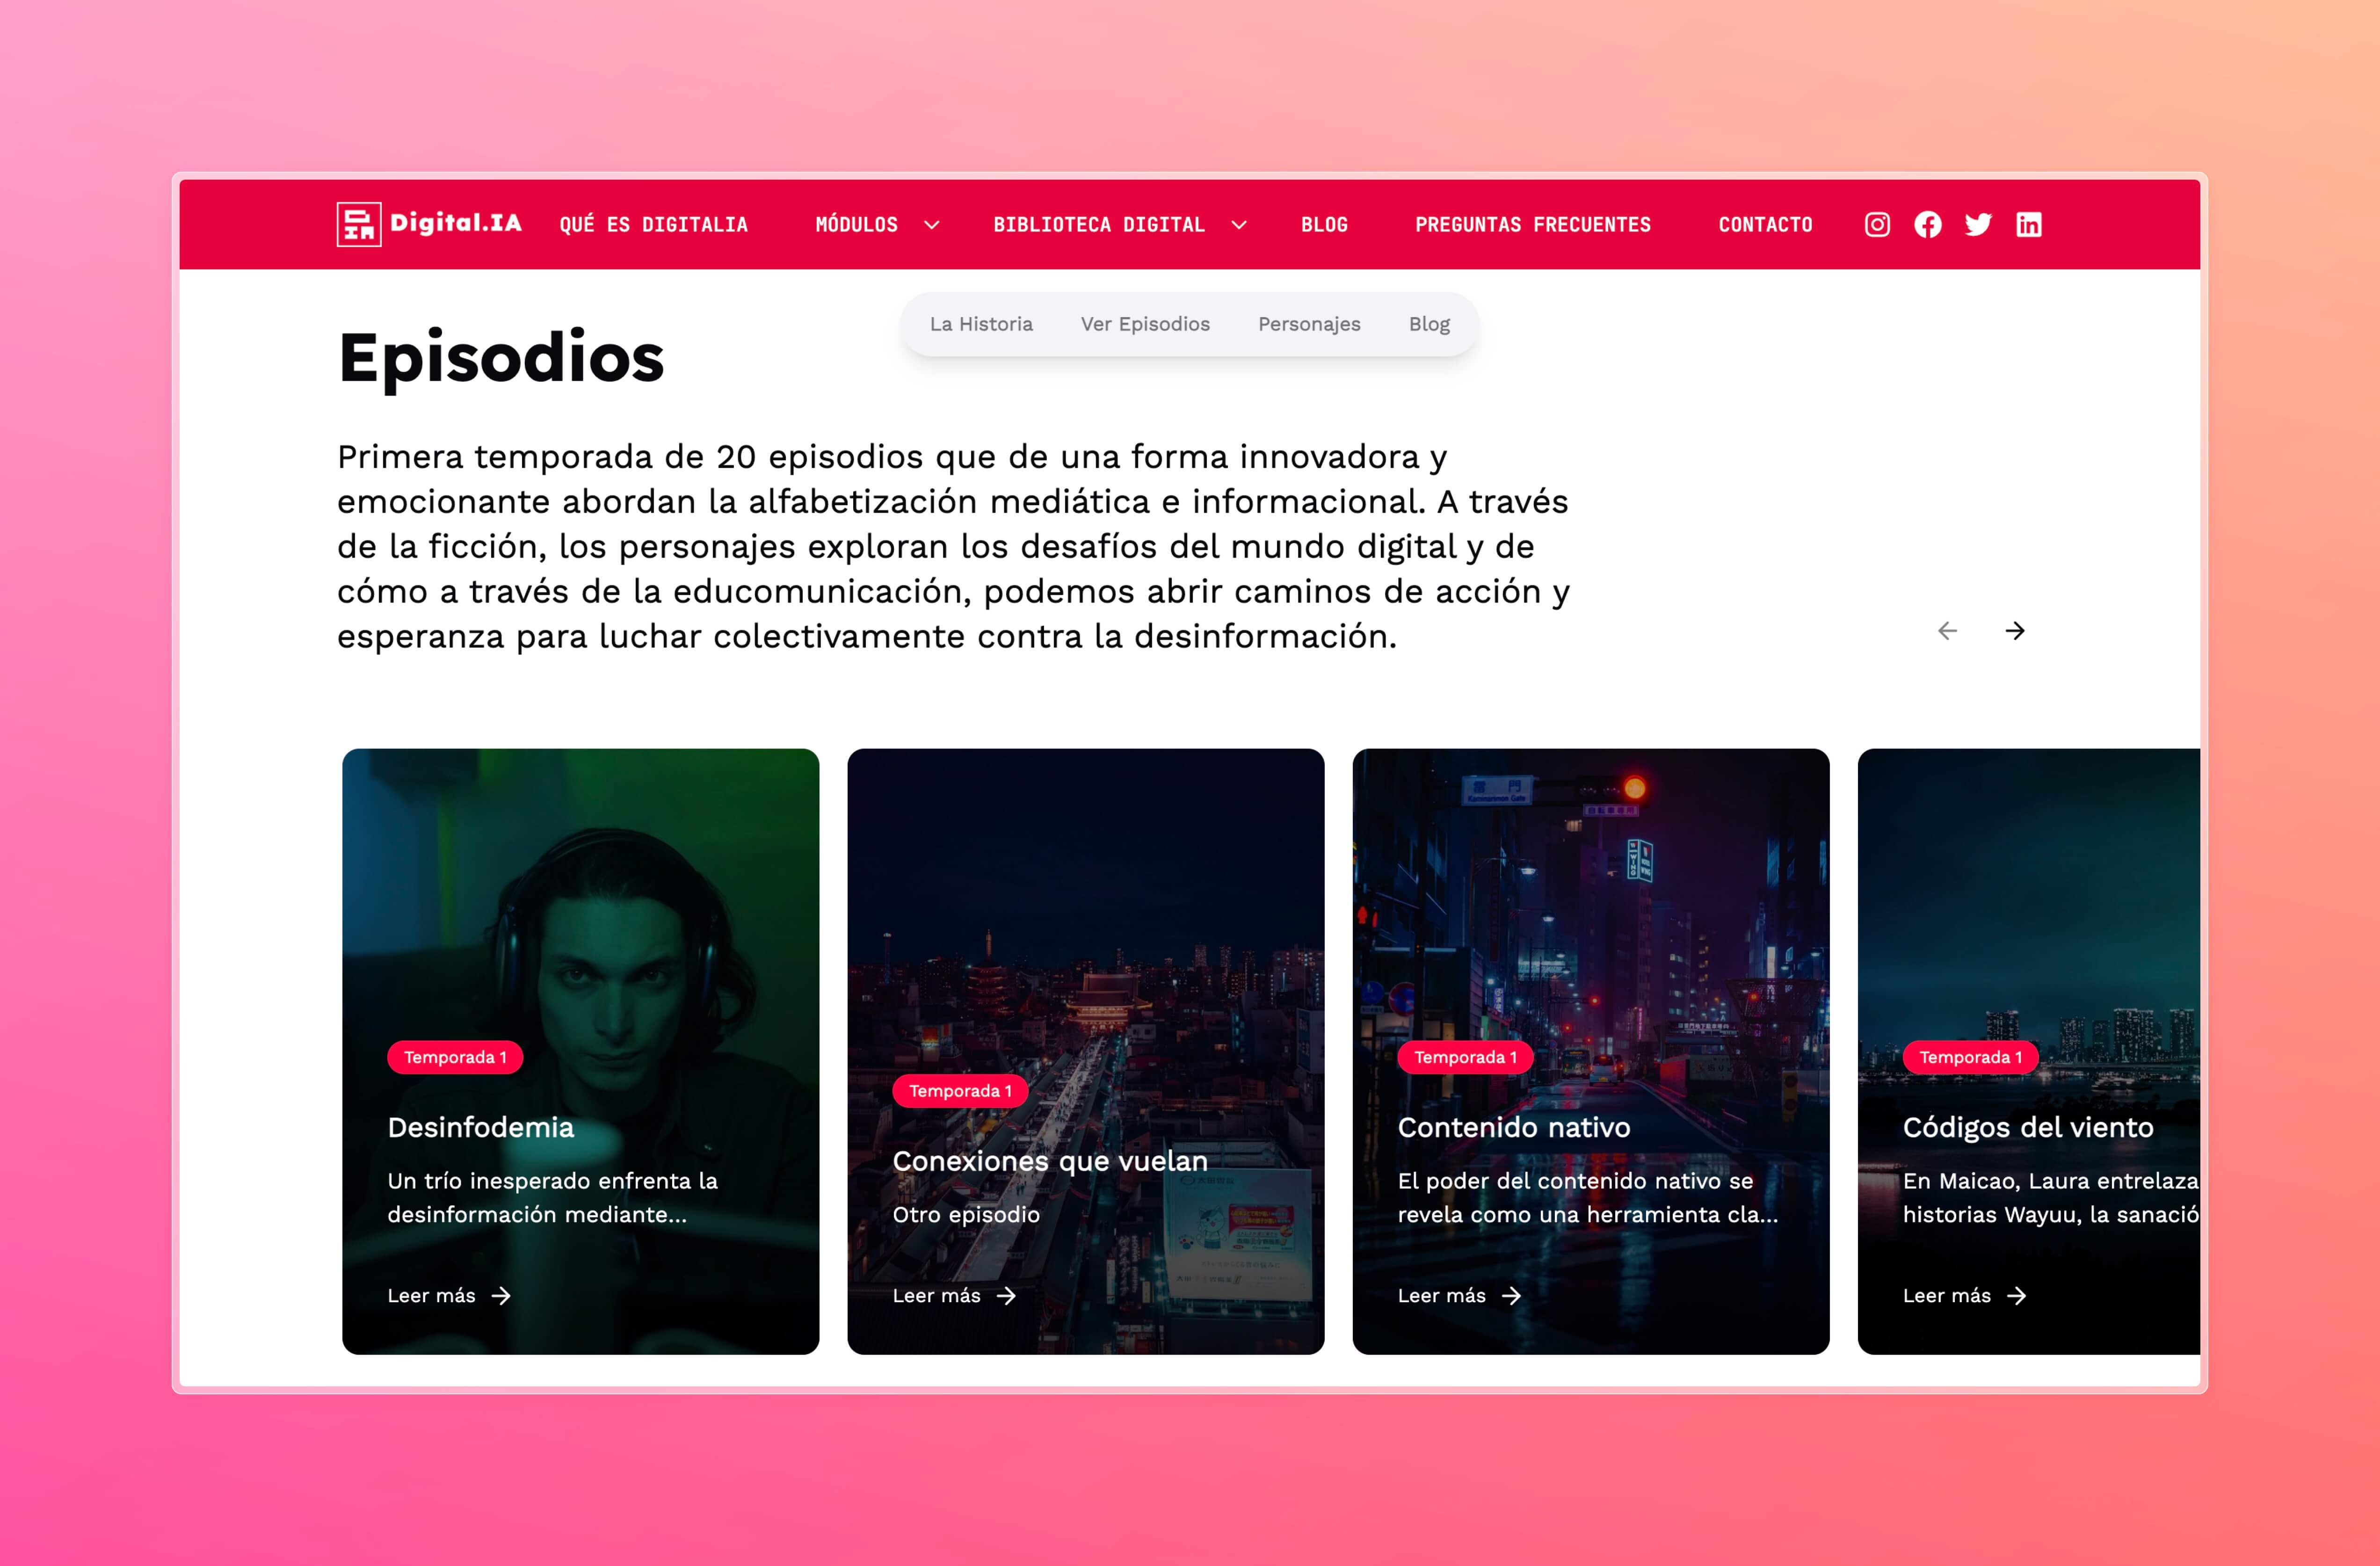 Digital.IA
QUÉ ES DIGITALIA
MÓDULOS
BIBLIOTECA DIGITAL
BLOG
PREGUNTAS FRECUENTES
CONTACTO
La Historia
Ver Episodios
Personajes
Blog
Episodios
Primera temporada de 20 episodios que de una forma innovadora y
emocionante abordan la alfabetización mediática e informacional. A través
de la ficción, los personajes exploran los desafíos del mundo digital y de
cómo a través de la educomunicación, podemos abrir caminos de acción y
esperanza para luchar colectivamente contra la desinformación.
Temporada 1
Desinfodemia
Un trío inesperado enfrenta la
desinformación mediante...
Leer más
Temporada 1
Conexiones que vuelan
Otro episodio
Leer más
Kaminarimon Gate
Temporada 1
Contenido nativo
El poder del contenido nativo se
revela como una herramienta cla...
Leer más
Temporada 1
Códigos del viento
En Maicao, Laura entrelaza
historias Wayuu, la sanació
Leer más